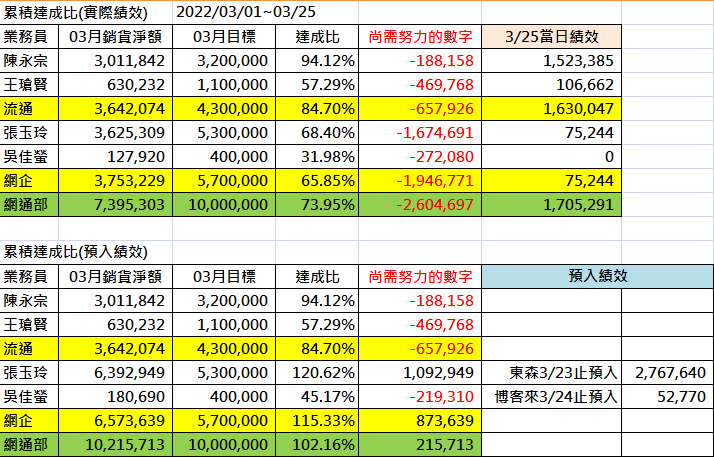 累積達成比(實際績效) 2022/03/01~03/25
業務員 03月銷貨淨額 03月目標 達成比 尚需努力的數字 3/25當日績效
陳永宗 3,011,842 3,200,000 94.12% -188,158 1,523,385
王瑲賢 630,232 1,100,000 57.29% -469,768 106,662
流通 3,642,074 4,300,000 84.70% -657,926 1,630,047
張玉玲 3,625,309 5,300,000 68.40% -1,674,691 75,244
吳佳螢 127,920 400,000 31.98% -272,080 0
網企 3,753,229 5,700,000 65.85% -1,946,771 75,244
網通部 7,395,303 10,000,000 73.95% -2,604,697 1,705,291
累積達成比(預入績效)
業務員 03月銷貨淨額 03月目標 達成比 尚需努力的數字 預入績效
陳永宗 3,011,842 3,200,000 94.12% -188,158
王瑲賢 630,232 1,100,000 57.29% -469,768
流通 3,642,074 4,300,000 84.70% -657,926
張玉玲 6,392,949 5,300,000 120.62% 1,092,949 東森3/23止預入 2,767,640
吳佳螢 180,690 400,000 45.17% -219,310 博客來3/24止預入 52,770
網企 6,573,639 5,700,000 115.33% 873,639
網通部 10,215,713 10,000,000 102.16% 215,713